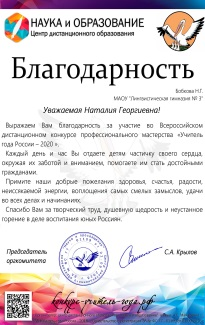 НАУКА и ОБРАЗОВАНИЕ
Центр дистанционного образования
Благодарность
Бобкова Н.Г.
МАОУ "Лингвистическая гимназия № 3"
Уважаемая Наталия Георгиевна!
Выражаем Вам благодарность за участие во Всероссийском
дистанционном конкурсе профессионального мастерства «Учитель
года России – 2020 ».
Каждый день и час Вы отдаете детям частичку своего сердца,
окружая их заботой и вниманием, помогаете им стать достойными
гражданами.
Примите наши добрые пожелания здоровья, счастья, радости,
неиссякаемой энергии, воплощения самых смелых замыслов, удачи
во всех делах и начинаниях.
Спасибо Вам за творческий труд, душевную щедрость и неустанное
горение в деле воспитания юных Россиян.
Председатель
оргкомитета
С.А. Крылов
конкурс-учитель-года.рф